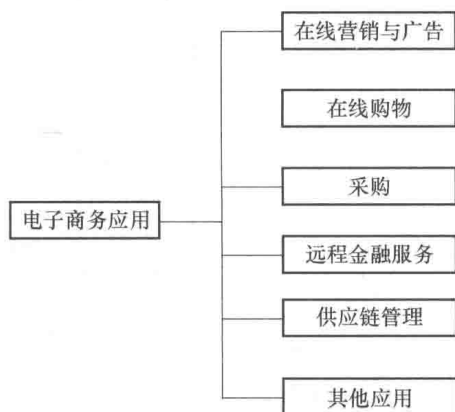 在线营销与广告
在线购物
采购
电子商务应用
远程金融服务
供应链管理
其他应用